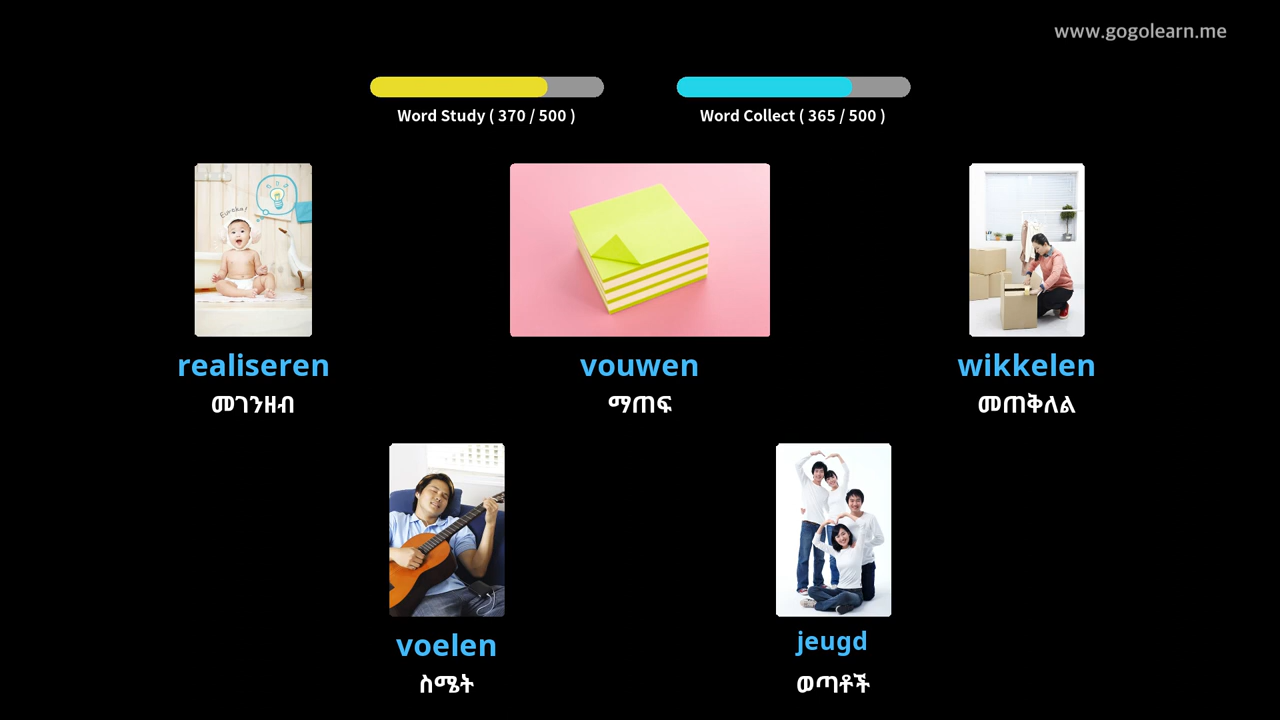 www.gogolearn.me
Word Study ( 370 / 500 )
Word Collect ( 365 / 500 )
Eureka!
realiseren
መገንዘብ
vouwen
ማጠፍ
wikkelen
መጠቅለል
voelen
ስሜት
jeugd
ወጣቶች